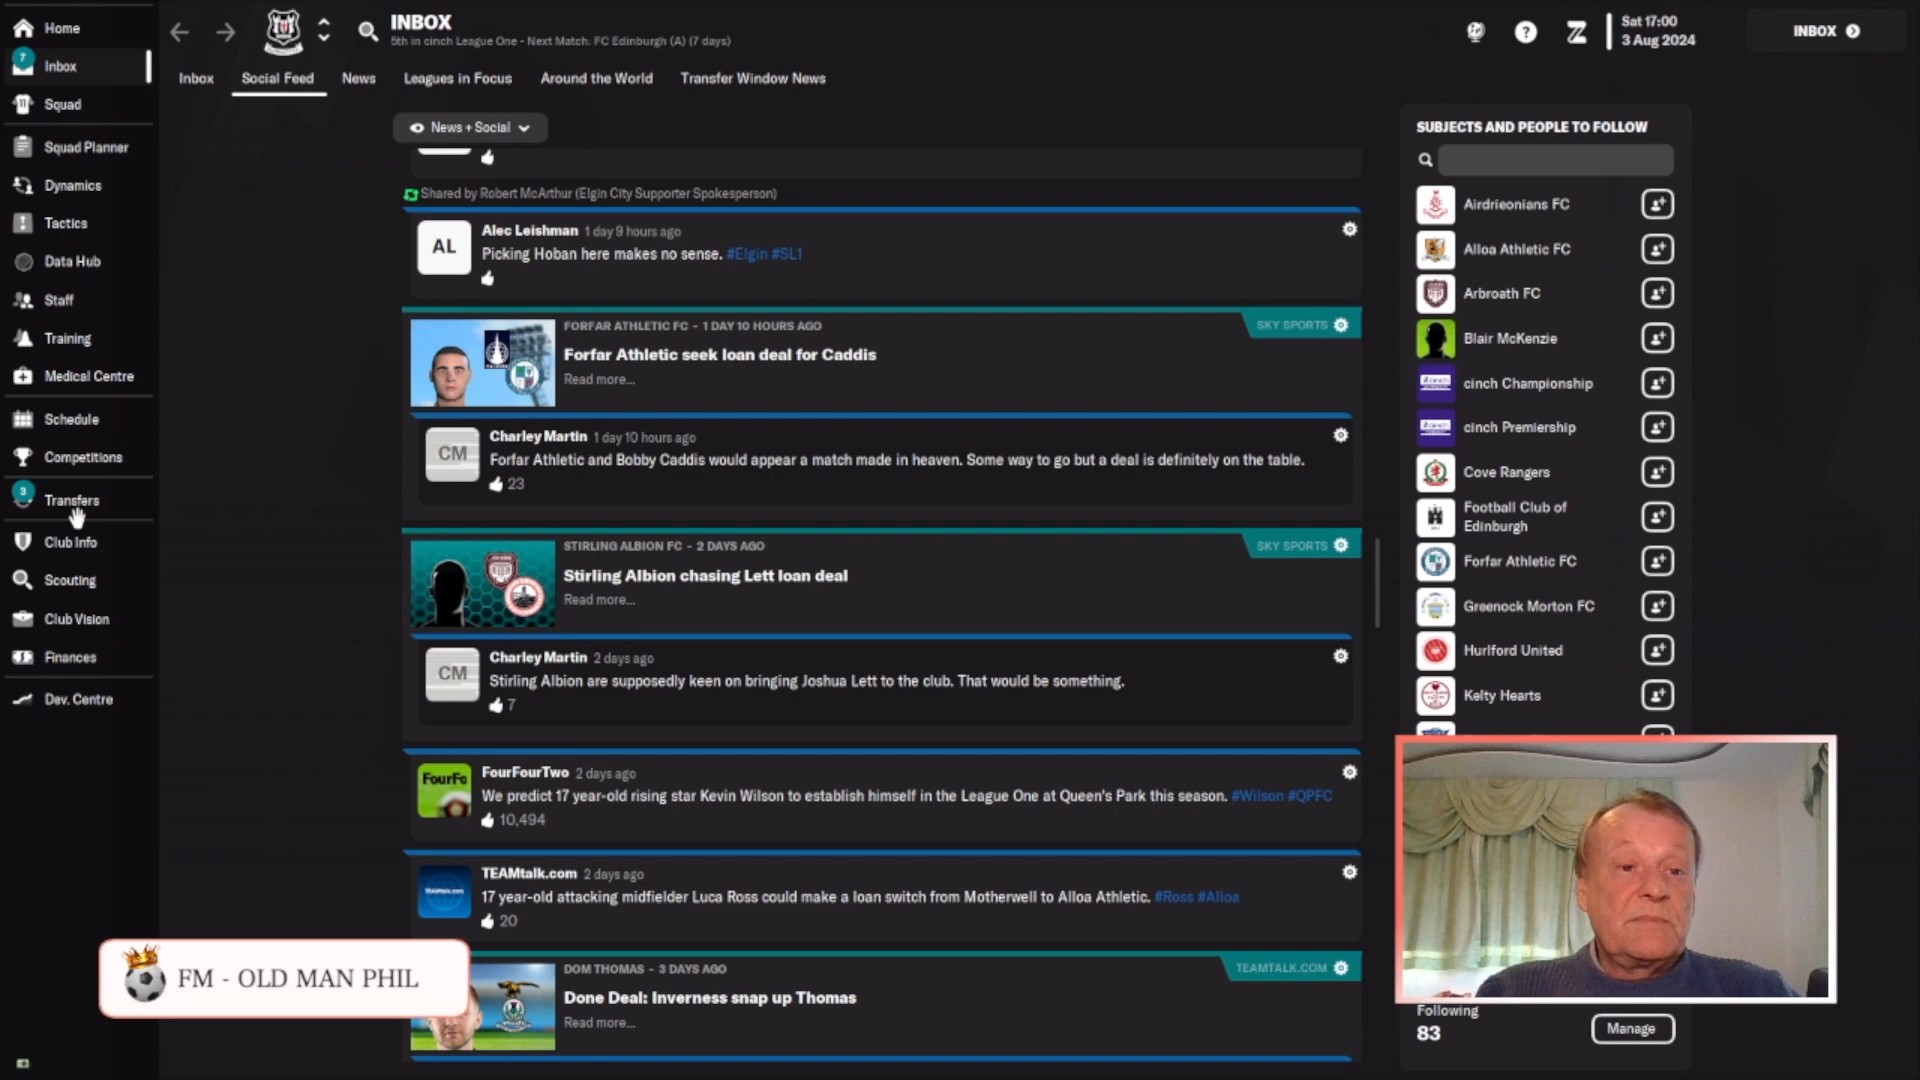 Home
7
Inbox
Squad
Squad Planner
Dynamics
Tactics
Data Hub
Staff
Training
Medical Centre
Schedule
Competitions
3
Transfers
Club Info
Scouting
Club Vision
Finances
Dev. Centre
INBOX
5th in cinch League One - Next Match: FC Edinburgh (A) (7 days)
?
Sat 17:00
3 Aug 2024
INBOX
Inbox Social Feed News Leagues in Focus Around the World Transfer Window News
News + Social
Shared by Robert McArthur (Elgin City Supporter Spokesperson)
AL
Alec Leishman 1 day 9 hours ago
Picking Hoban here makes no sense. #Elgin #SL1
FORFAR ATHLETIC FC - 1 DAY 10 HOURS AGO
SKY SPORTS
Forfar Athletic seek loan deal for Caddis
Read more...
CM
Charley Martin 1 day 10 hours ago
Forfar Athletic and Bobby Caddis would appear a match made in heaven. Some way to go but a deal is definitely on the table.
23
STIRLING ALBION FC - 2 DAYS AGO
SKY SPORTS
Stirling Albion chasing Lett loan deal
Read more...
CM
Charley Martin 2 days ago
Stirling Albion are supposedly keen on bringing Joshua Lett to the club. That would be something.
7
FourFo
FourFourTwo 2 days ago
We predict 17 year-old rising star Kevin Wilson to establish himself in the League One at Queen's Park this season. #Wilson #QPFC
10,494
TEAMtalk.com
TEAMtalk.com 2 days ago
17 year-old attacking midfielder Luca Ross could make a loan switch from Motherwell to Alloa Athletic. #Ross #Alloa
20
DOM THOMAS - 3 DAYS AGO
TEAMTALK.COM
Done Deal: Inverness snap up Thomas
Read more...
SUBJECTS AND PEOPLE TO FOLLOW
Airdrieonians FC
Alloa Athletic FC
Arbroath FC
Blair McKenzie
cinch Championship
cinch Premiership
Cove Rangers
Football Club of
Edinburgh
Forfar Athletic FC
Greenock Morton FC
Hurlford United
Kelty Hearts
Following
83
Manage
FM - OLD MAN PHIL